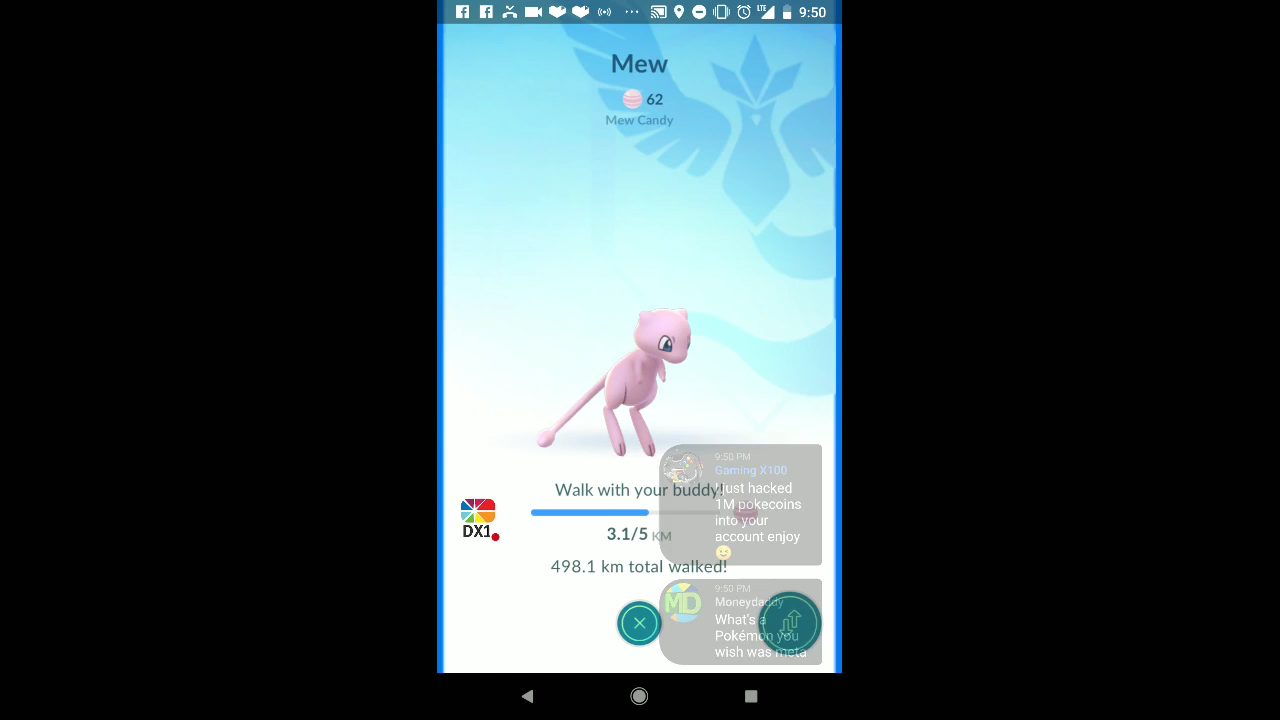 LTE 9:50
Mew
62
Mew Candy
9:50 PM
Gaming X100
I just hacked
1M pokecoins
into your
account enjoy
Walk with your buddy!
DX1
3.1/5 KM
498.1 km total walked!
9:50 PM
MD
Moneydaddy
What's a
Pokémon you
wish was meta